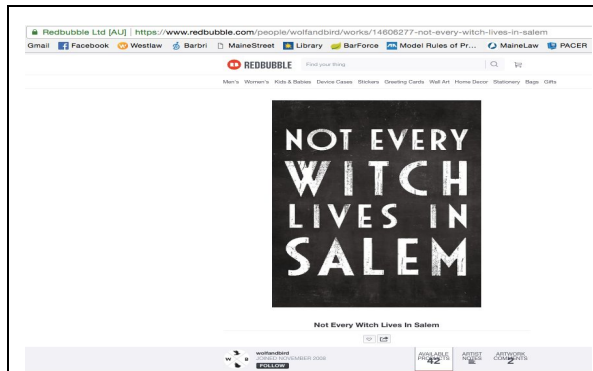 Redbubble Ltd [AU] | https://www.redbubble.com/people/wolfandbird/works/14606277-not-every-witch-lives-in-salem
Gmail Facebook Westlaw Barbri MaineStreet Library BarForce Model Rules of Pr... MaineLaw PACER
REDBUBBLE Find your thing
Men's Women's Kids & Babies Device Cases Stickers Greeting Cards Wall Art Home Decor Stationery Bags Gifts
NOT EVERY
WITCH
LIVES IN
SALEM
Not Every Witch Lives In Salem
wolfandbird
JOINED NOVEMBER 2009
FOLLOW
W B
AVAILABLE PRODUCTS 42
ARTIST NOTES
ARTWORK COMMENTS 2